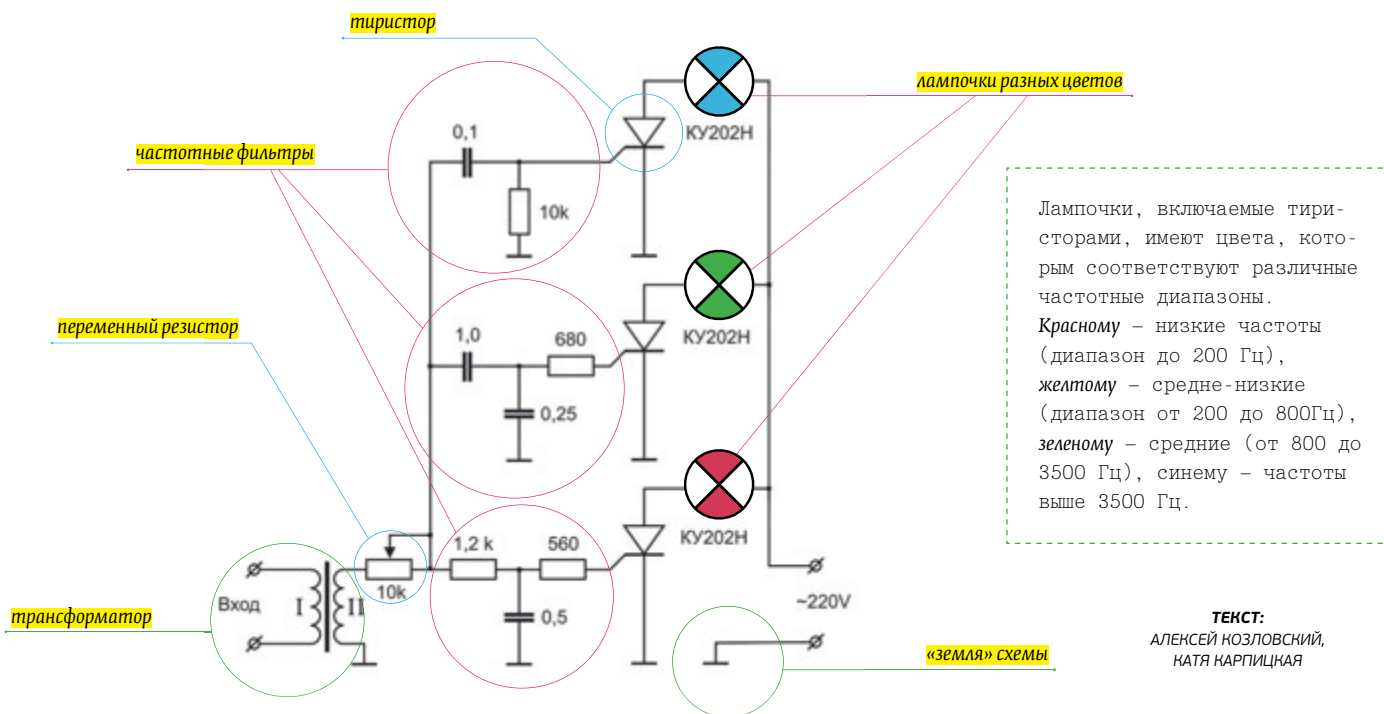 тиристор
лампочки разных цветов
КУ202Н
0,1
частотные фильтры
10k
Лампочки, включаемые тири-
сторами, имеют цвета, кото-
рым соответствуют различные
частотные диапазоны.
Красному – низкие частоты
(диапазон до 200 Гц),
желтому – средне-низкие
(диапазон от 200 до 800Гц),
зеленому – средние (от 800 до
3500 Гц), синему – частоты
выше 3500 Гц.
переменный резистор
1,0
680
КУ202Н
0,25
1,2 k
560
КУ202Н
10k
Вход
I
II
0,5
~220V
трансформатор
«земля» схемы
ТЕКСТ:
АЛЕКСЕЙ КОЗЛОВСКИЙ,
КАТЯ КАРПИЦКАЯ